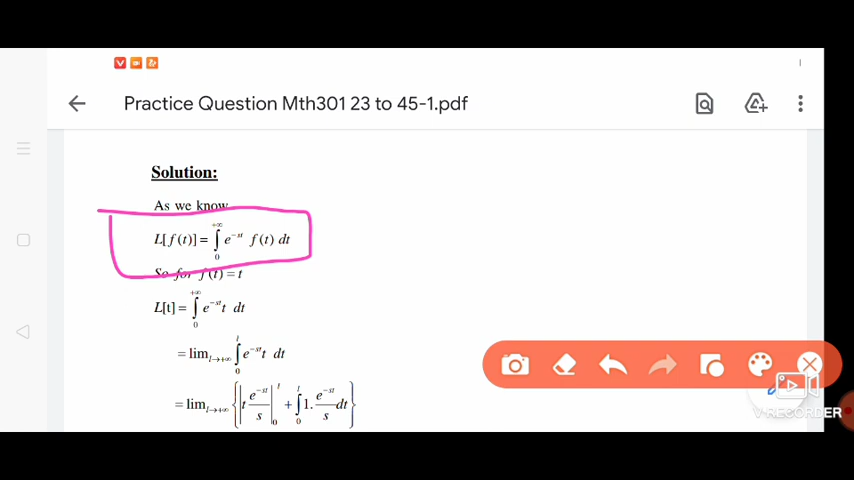 Practice Question Mth301 23 to 45-1.pdf
Solution:
As we know
L[f(t)] = ∫₀^{+∞} e^{-st} f(t) dt
So for f(t) = t
L[t] = ∫₀^{+∞} e^{-st} t dt
= lim_{l→+∞} ∫₀^l e^{-st} t dt
= lim_{l→+∞} { | t e^{-st}/s |₀^l + ∫₀^l 1. e^{-st}/s dt }
V RECORDER